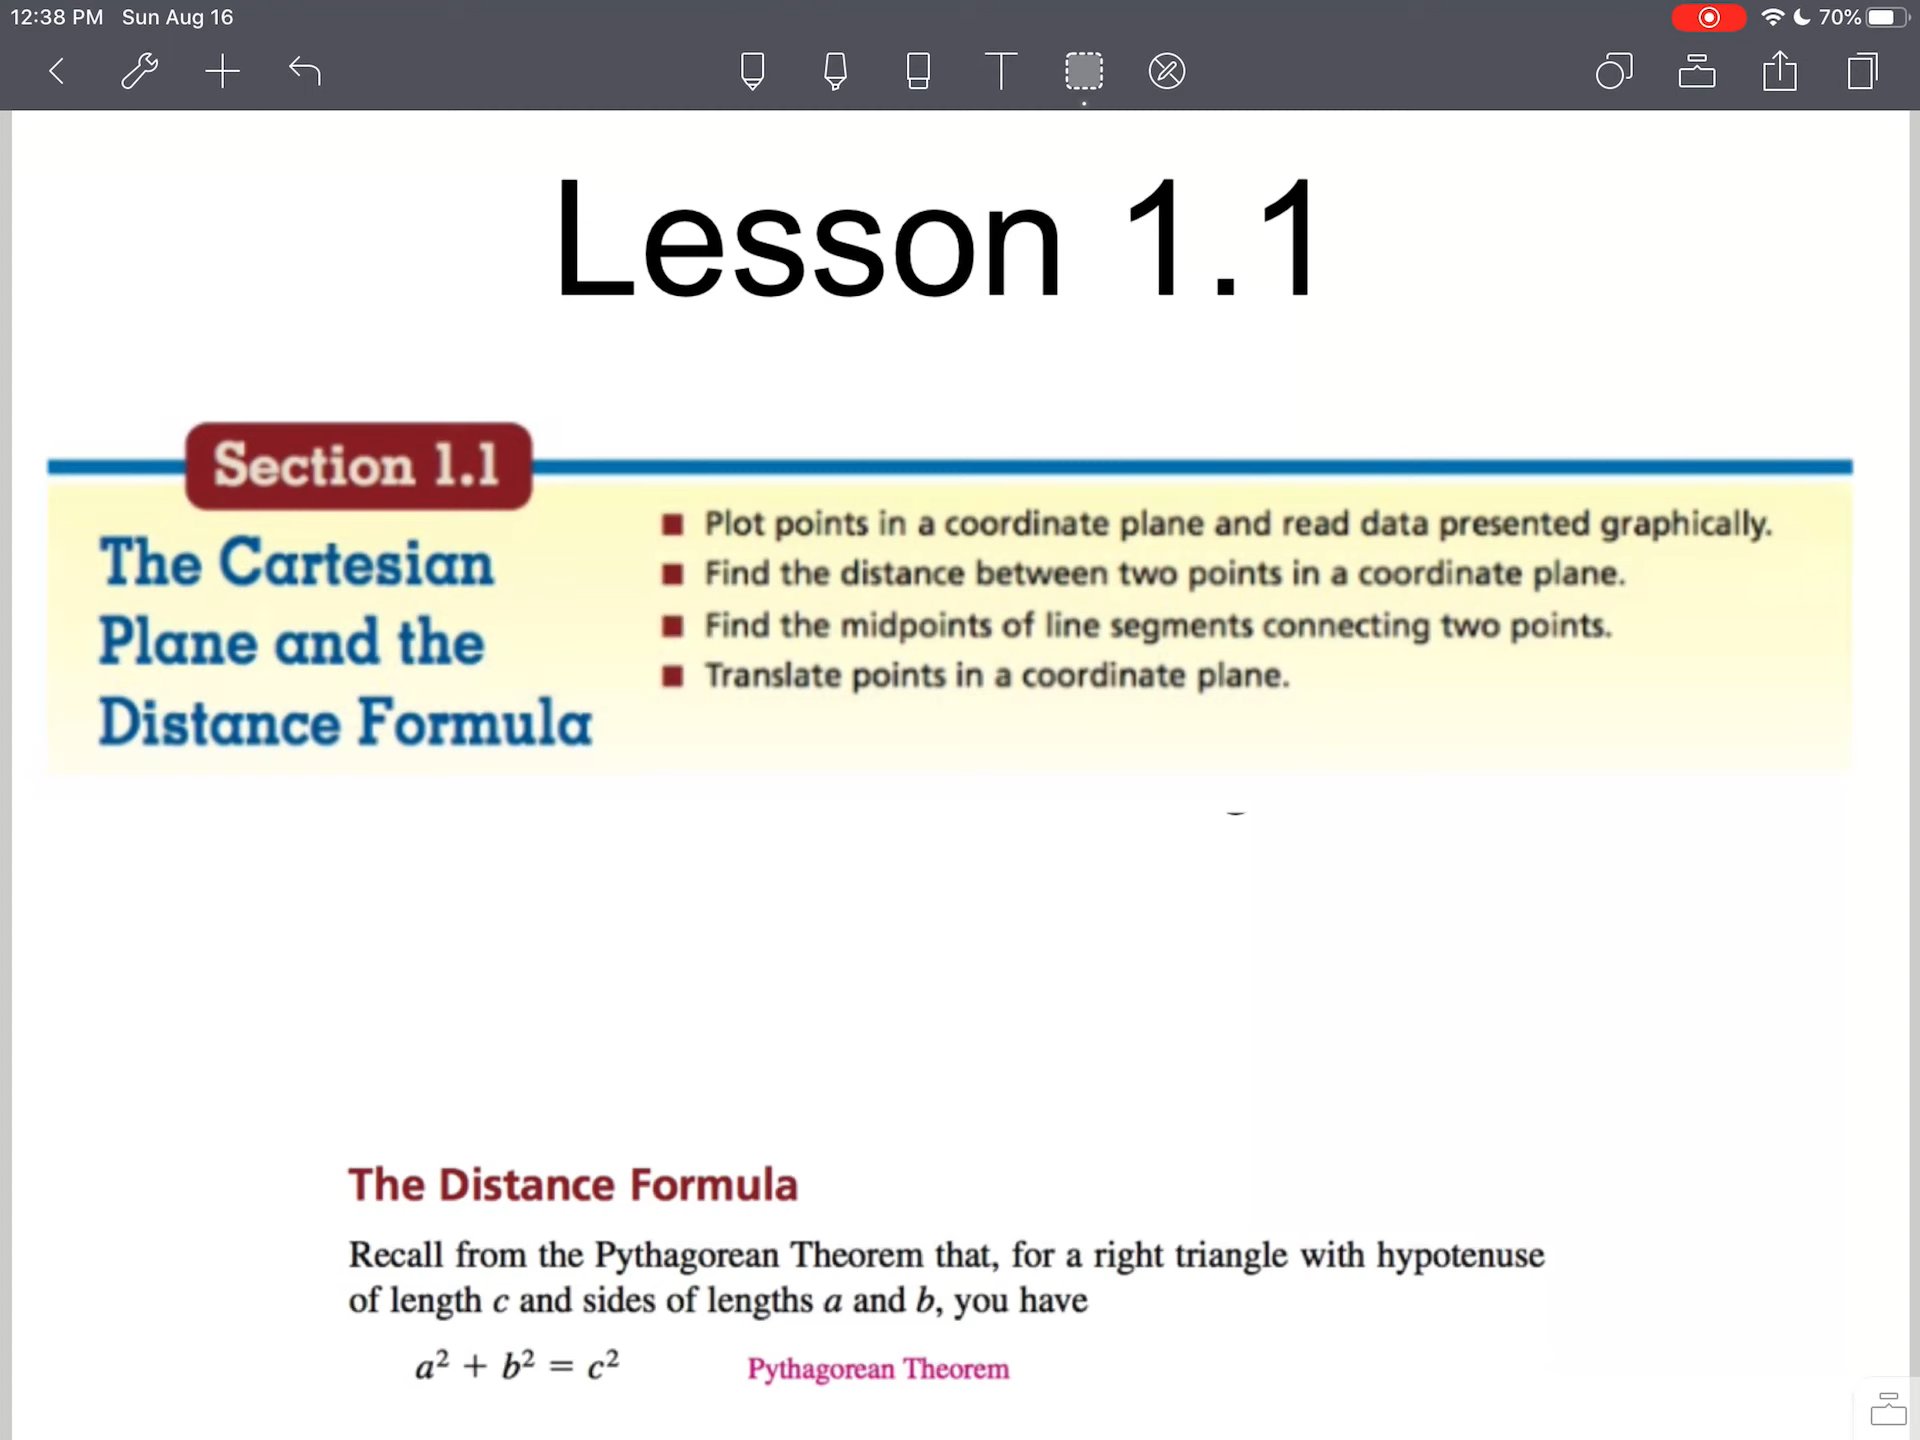 12:38 PM Sun Aug 16
70%
Lesson 1.1
Section 1.1
The Cartesian
Plane and the
Distance Formula
■ Plot points in a coordinate plane and read data presented graphically.
■ Find the distance between two points in a coordinate plane.
■ Find the midpoints of line segments connecting two points.
■ Translate points in a coordinate plane.
The Distance Formula
Recall from the Pythagorean Theorem that, for a right triangle with hypotenuse
of length c and sides of lengths a and b, you have
a² + b² = c² Pythagorean Theorem